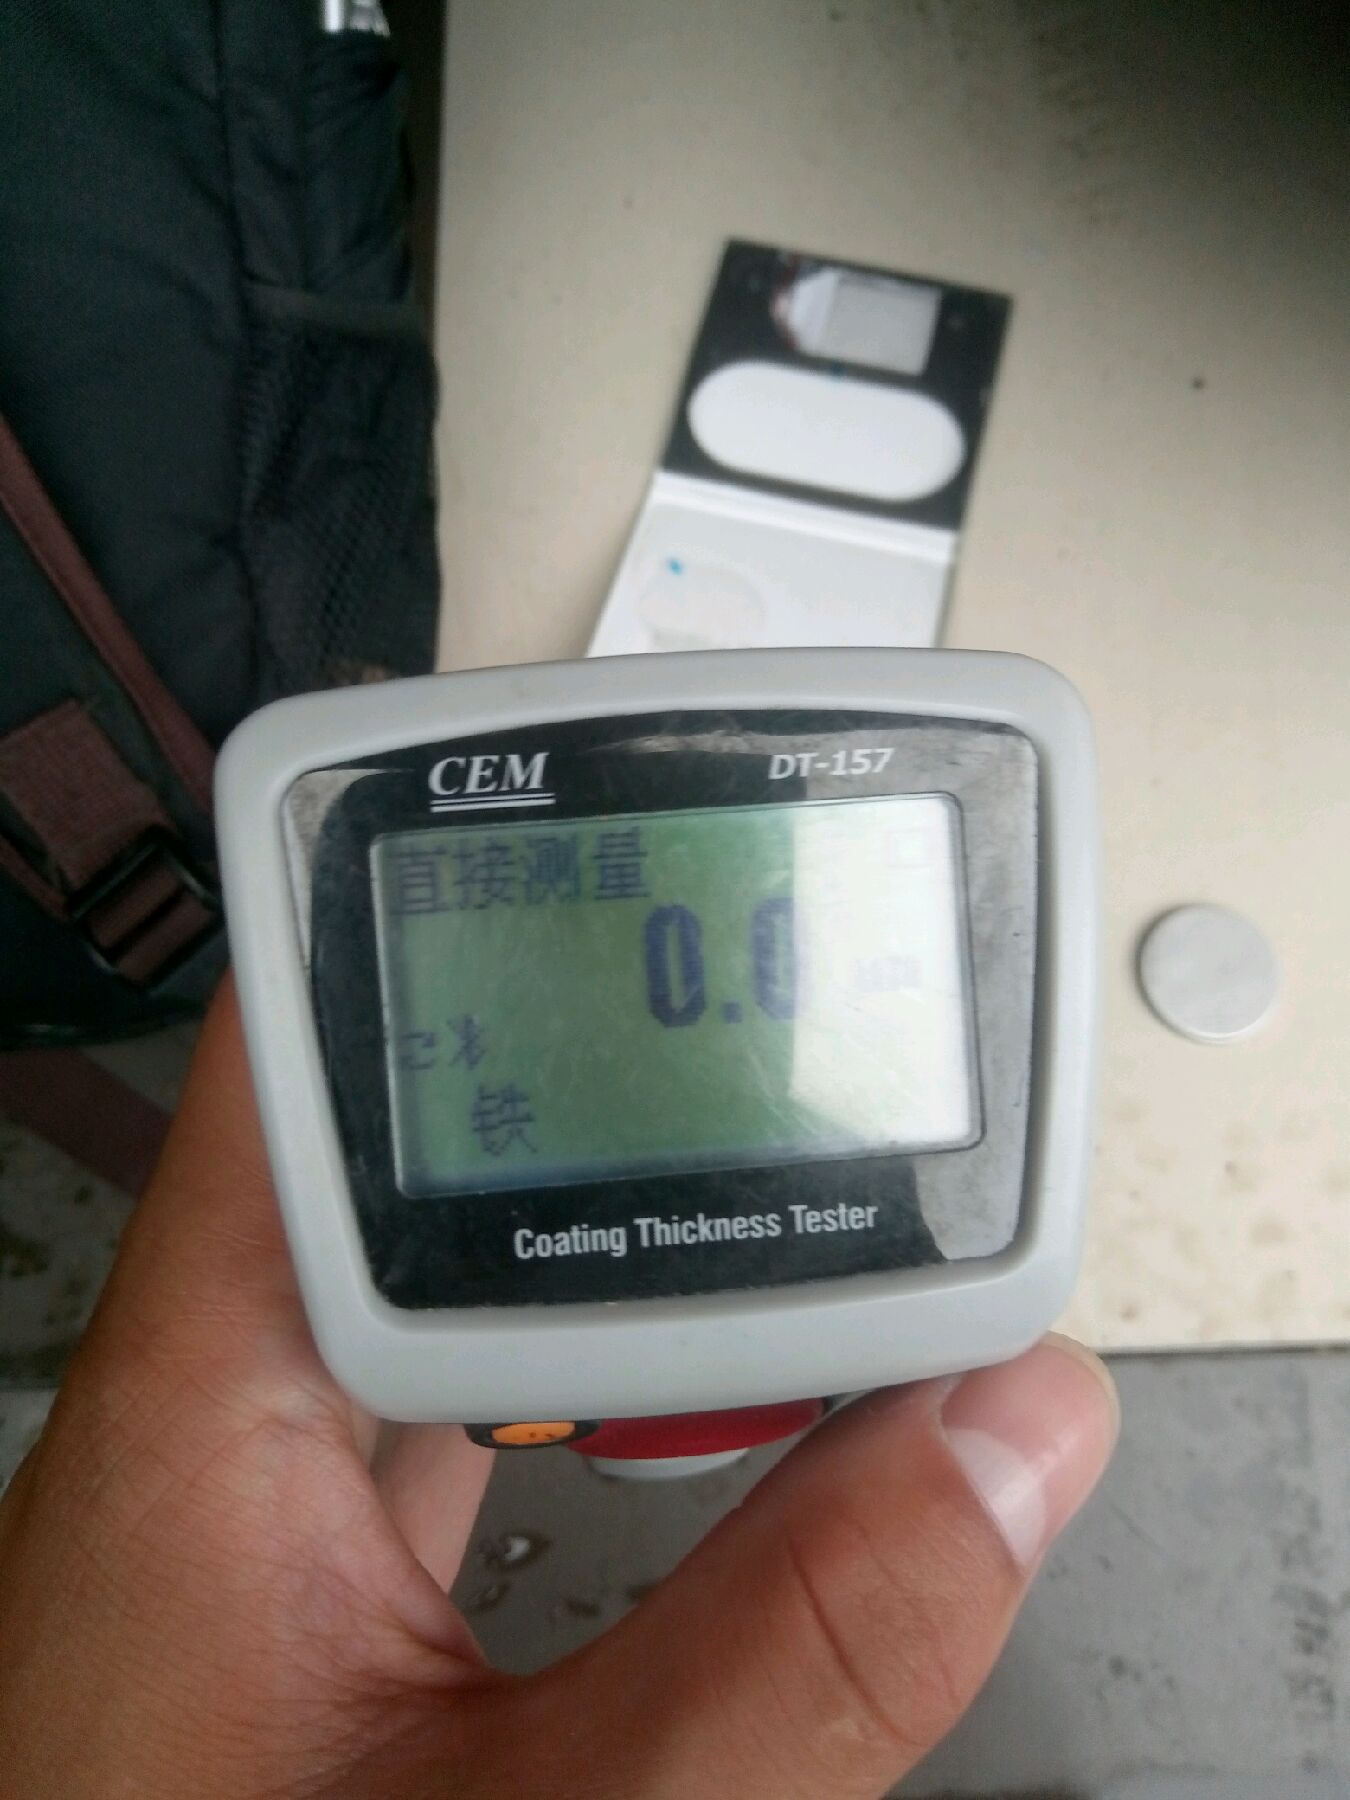 CEM
DT-157
直接测量
0.0
铁
Coating Thickness Tester